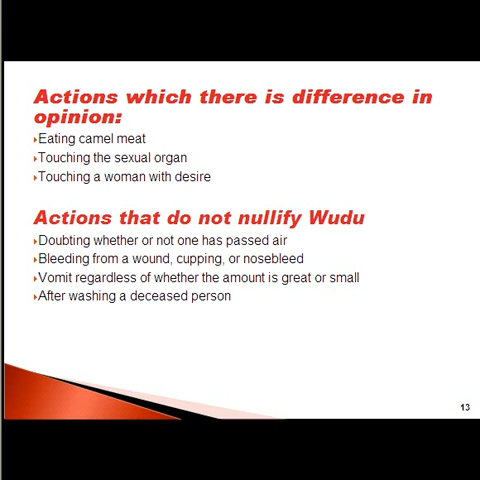 Actions which there is difference in
opinion:
Eating camel meat
Touching the sexual organ
Touching a woman with desire
Actions that do not nullify Wudu
Doubting whether or not one has passed air
Bleeding from a wound, cupping, or nosebleed
Vomit regardless of whether the amount is great or small
After washing a deceased person
13